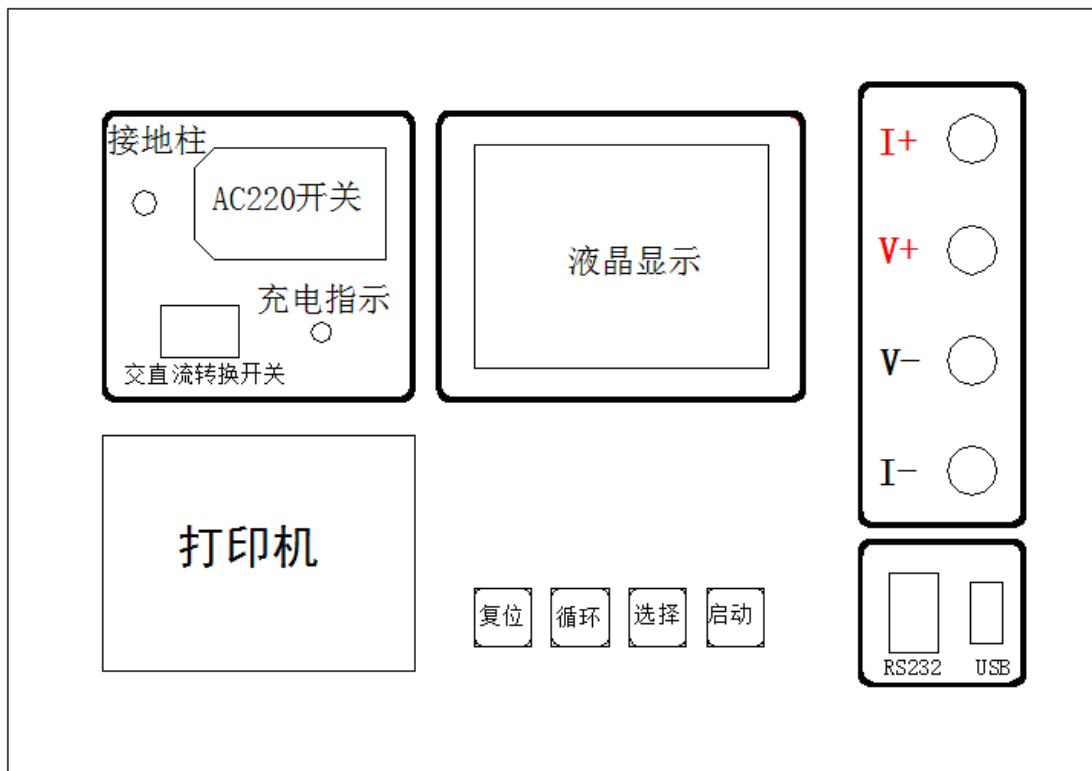 接地柱
AC220开关
充电指示
交直流转换开关
液晶显示
I+
V+
V-
I-
打印机
复位
循环
选择
启动
RS232
USB